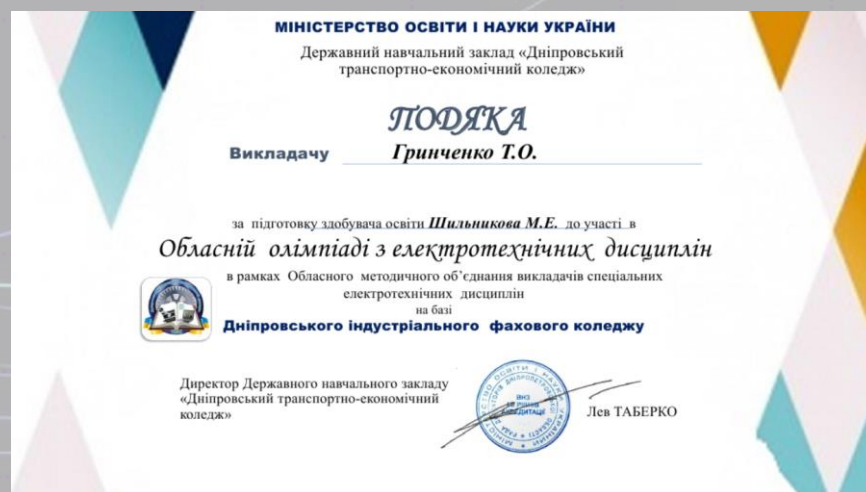 МІНІСТЕРСТВО ОСВІТИ І НАУКИ УКРАЇНИ
Державний навчальний заклад «Дніпровський
транспортно-економічний коледж»
ПОДЯКА
Викладачу Гринченко Т.О.
за підготовку здобувача освіти Шильникова М.Е. до участі в
Обласній олімпіаді з електротехнічних дисциплін
в рамках Обласного методичного об’єднання викладачів спеціальних
електротехнічних дисциплін
на базі
Дніпровського індустріального фахового коледжу
Директор Державного навчального закладу
«Дніпровський транспортно-економічний
коледж»
Лев ТАБЕРКО